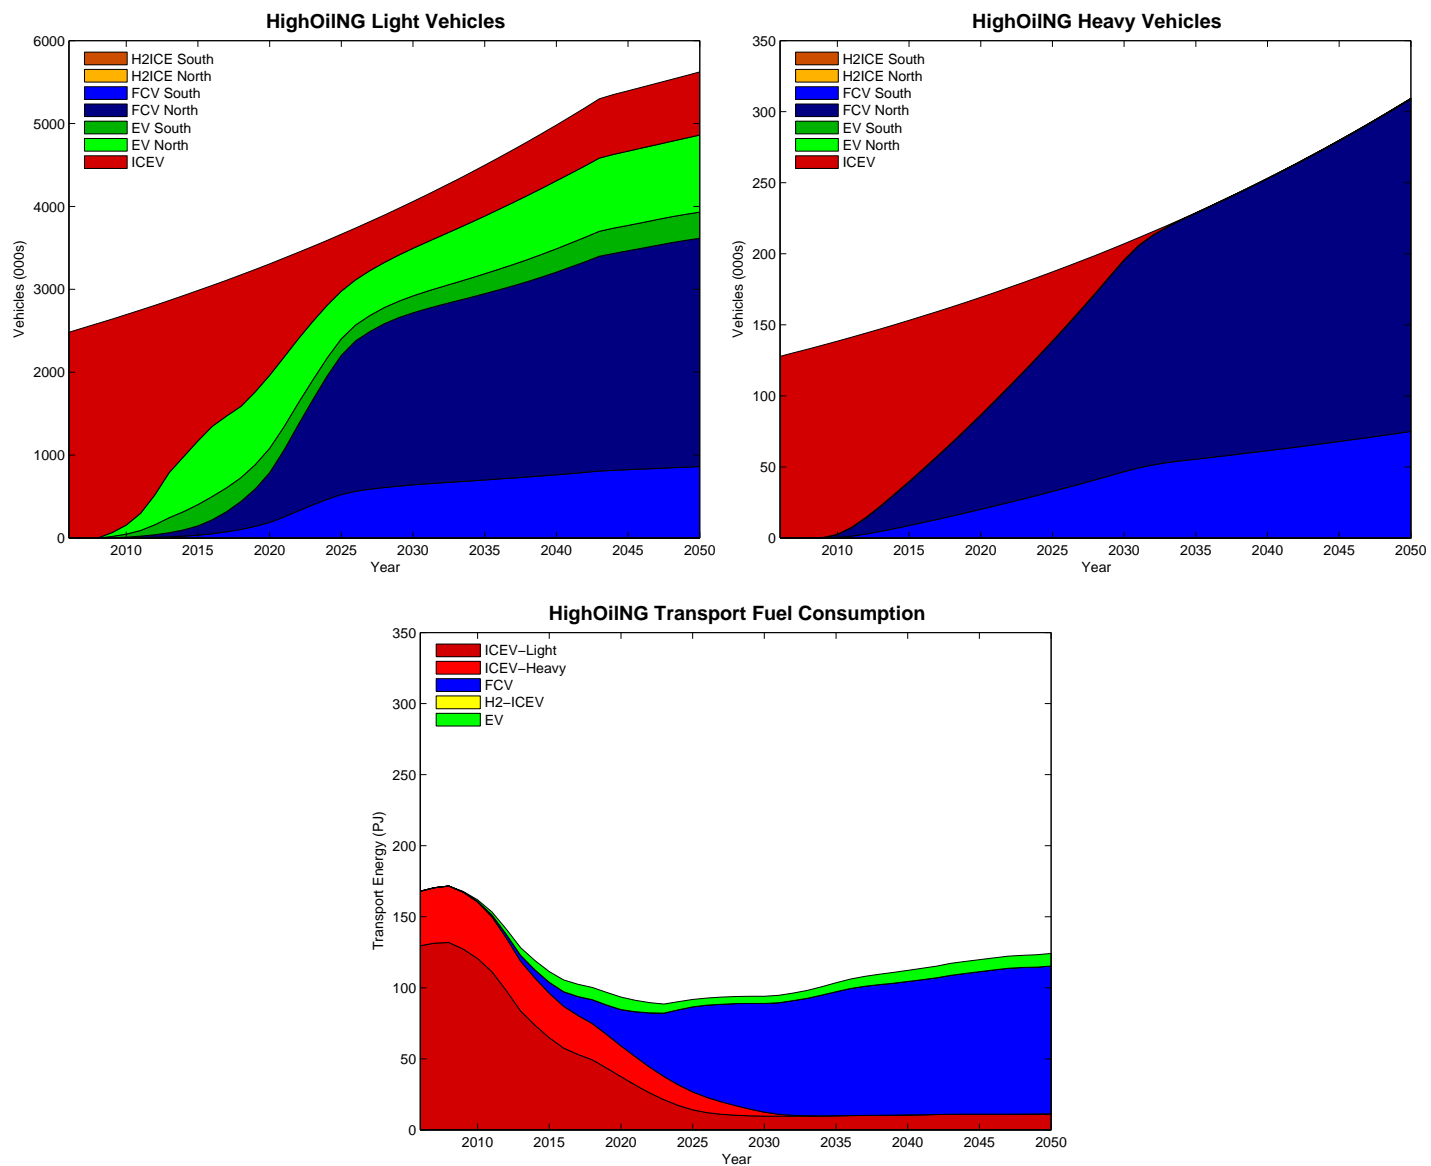 HighOilNG Light Vehicles
6000
5000
4000
3000
2000
1000
0
Vehicles (000s)
H2ICE South
H2ICE North
FCV South
FCV North
EV South
EV North
ICEV
2010 2015 2020 2025 2030 2035 2040 2045 2050
Year
HighOilNG Heavy Vehicles
350
300
250
200
150
100
50
0
Vehicles (000s)
H2ICE South
H2ICE North
FCV South
FCV North
EV South
EV North
ICEV
2010 2015 2020 2025 2030 2035 2040 2045 2050
Year
HighOilNG Transport Fuel Consumption
350
300
250
200
150
100
50
0
Transport Energy (PJ)
ICEV−Light
ICEV−Heavy
FCV
H2−ICEV
EV
2010 2015 2020 2025 2030 2035 2040 2045 2050
Year